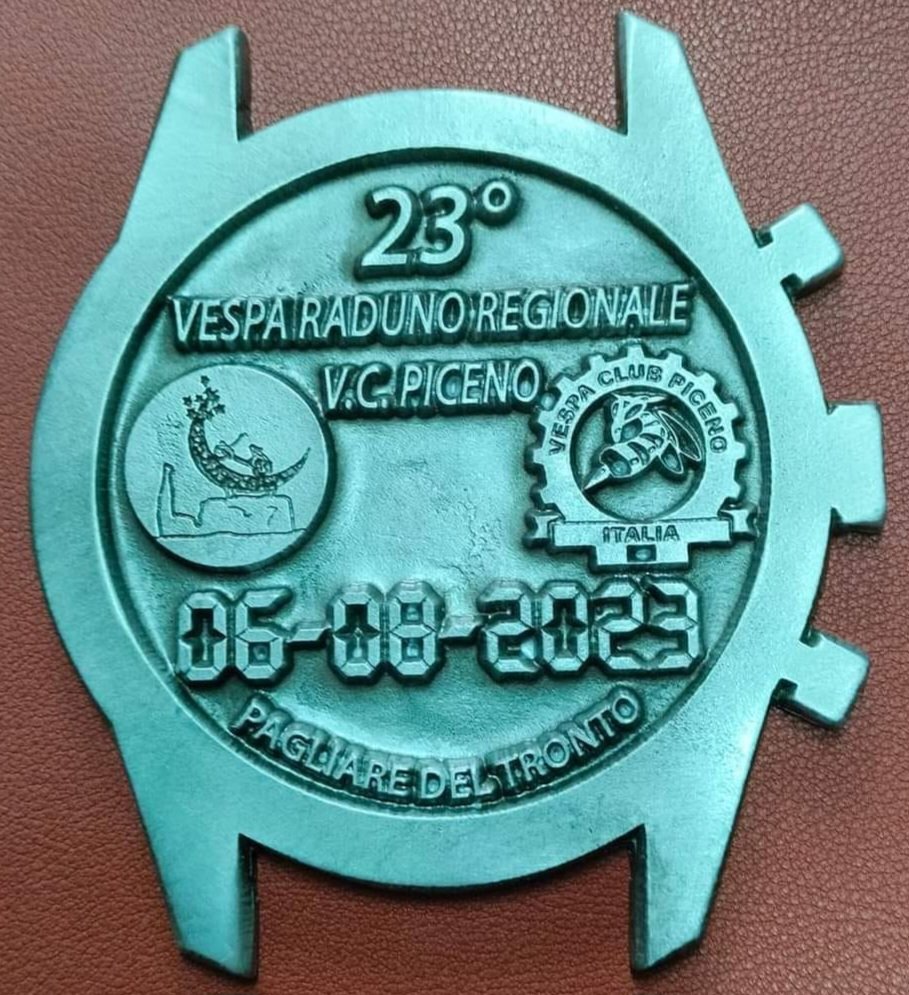 23°
VESPA RADUNO REGIONALE
V.C. PICENO
VESPA CLUB PICENO
ITALIA
06-08-2023
PAGLIARE DEL TRONTO